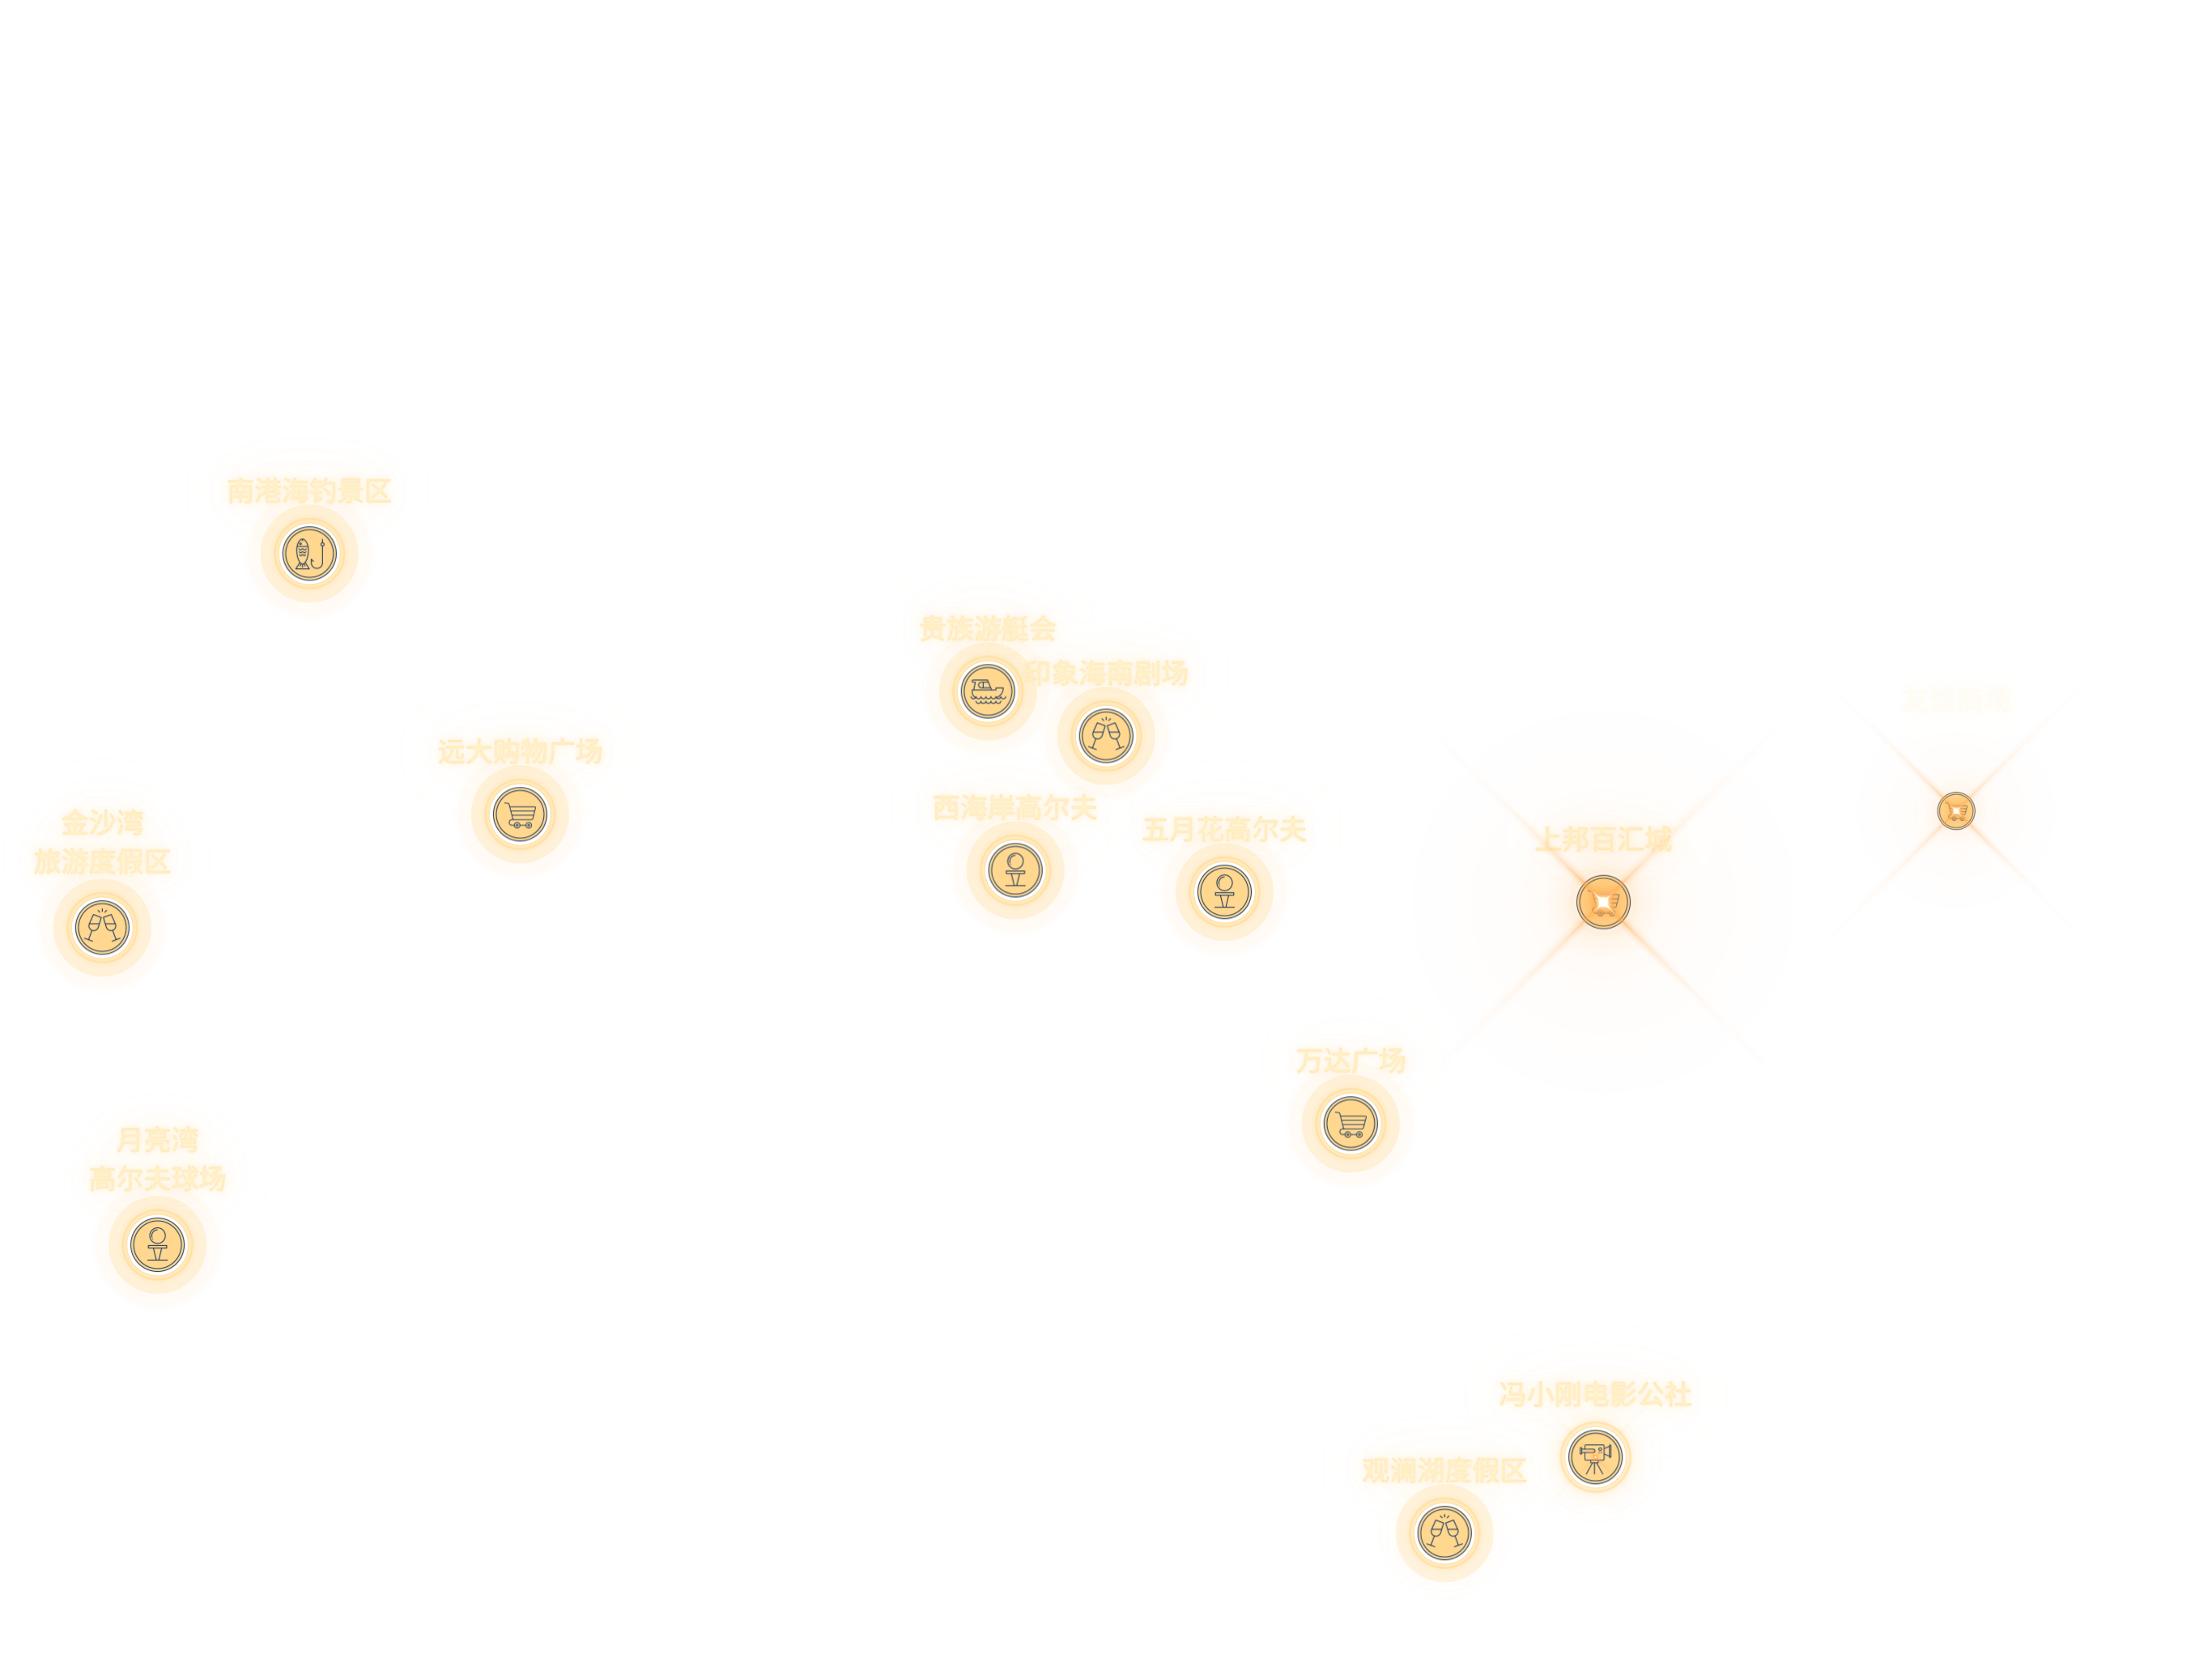 南港海钓景区
贵族游艇会
印象海南剧场
远大购物广场
西海岸高尔夫
五月花高尔夫
上邦百汇城
金沙湾
旅游度假区
万达广场
月亮湾
高尔夫球场
冯小刚电影公社
观澜湖度假区